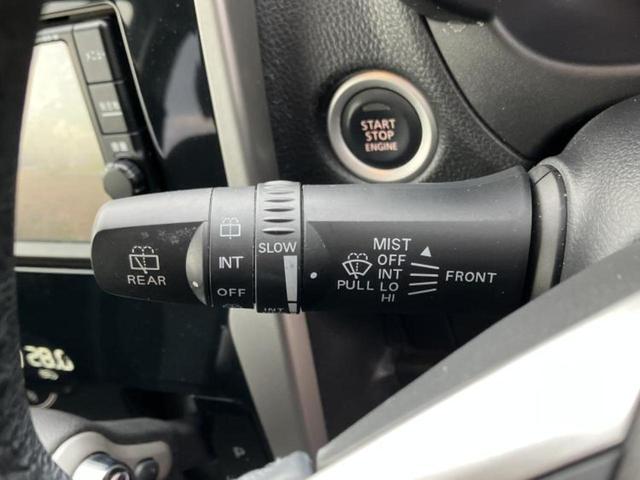 START
STOP
ENGINE
REAR
INT
OFF
SLOW
INT
MIST
OFF
INT
LO
HI
PULL
FRONT